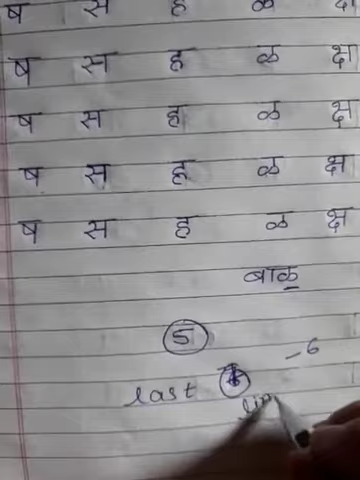 ष स ह ळ क्ष
ष स ह ळ क्ष
ष स ह ळ क्ष
ष स ह ळ क्ष
ष स ह ळ क्ष
बाळ
5
- 6
last